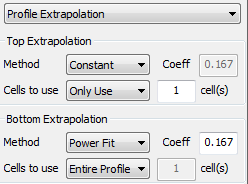 Profile Extrapolation
Top Extrapolation
Method Constant Coeff 0.167
Cells to use Only Use 1 cell(s)
Bottom Extrapolation
Method Power Fit Coeff 0.167
Cells to use Entire Profile 1 cell(s)